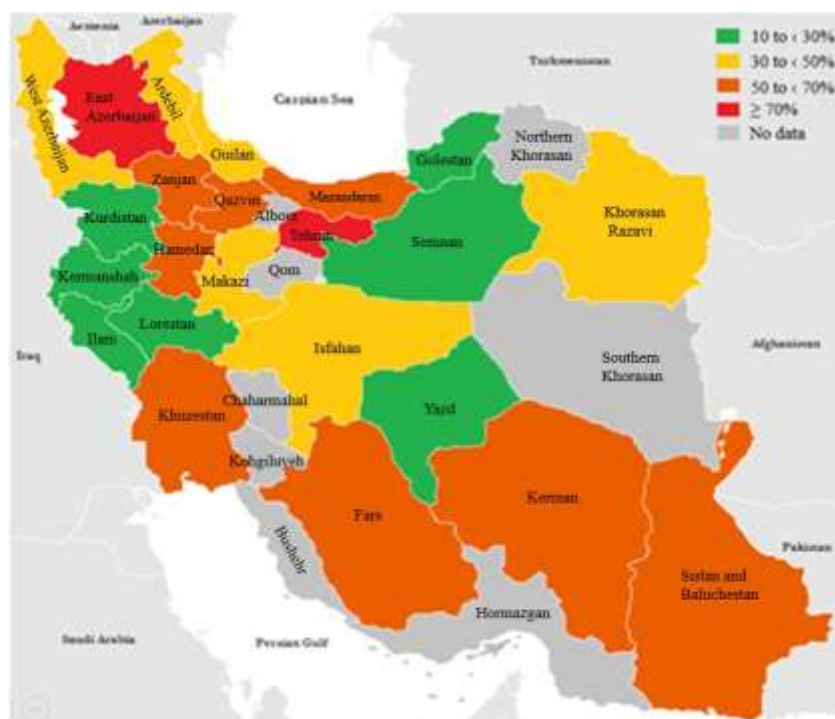 Armenia
Azerbaijan
10 to < 30%
30 to < 50%
50 to < 70%
≥ 70%
No data
Turkmenistan
Caspian Sea
West Azerbaijan
East
Azerbaijan
Ardebil
Guilan
Golestan
Northern
Khorasan
Zanjan
Qazvin
Mazandaran
Alborz
Tehran
Semnan
Khorasan
Razavi
Kurdistan
Hamedan
Qom
Makazi
Kermanshah
Ilam
Lorestan
Isfahan
Iraq
Afghanistan
Southern
Khorasan
Chaharmahal
Yazd
Khuzestan
Kohgiluyeh
Fars
Kerman
Bushehr
Pakistan
Sistan and
Baluchestan
Hormazgan
Saudi Arabia
Persian Gulf